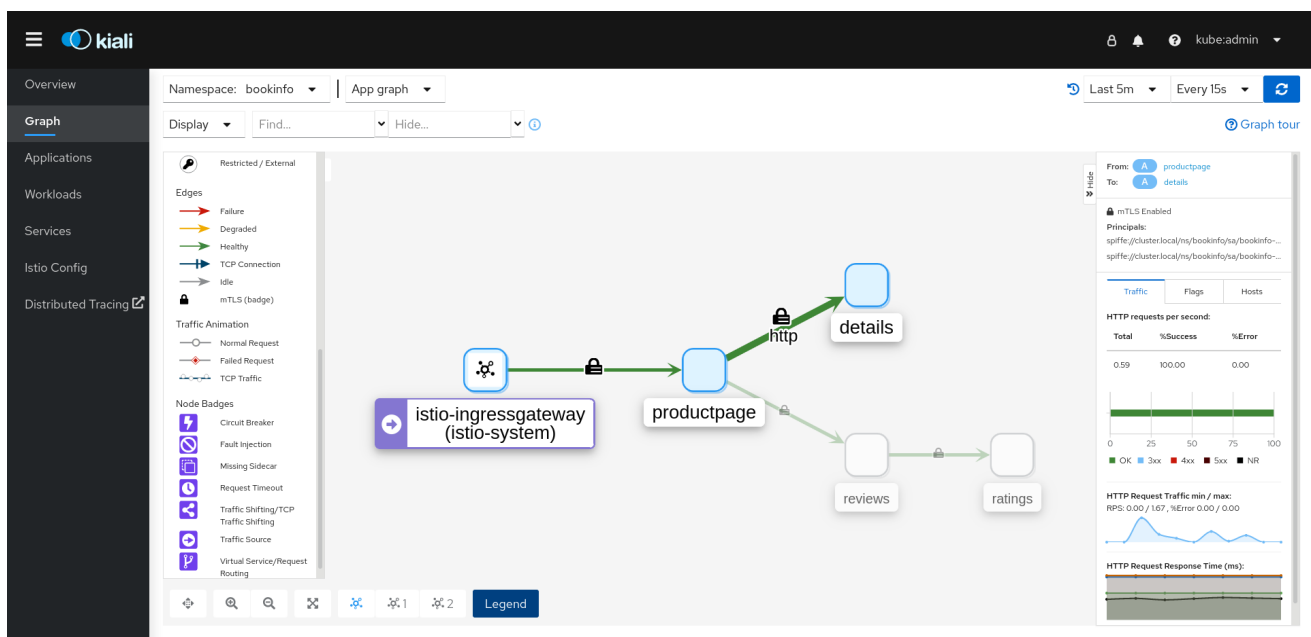 kiali
kube:admin
Overview
Graph
Applications
Workloads
Services
Istio Config
Distributed Tracing
Namespace: bookinfo
App graph
Last 5m
Every 15s
Display
Find...
Hide...
Graph tour
Restricted / External
Edges
Failure
Degraded
Healthy
TCP Connection
Idle
mTLS (badge)
Traffic Animation
Normal Request
Failed Request
TCP Traffic
Node Badges
Circuit Breaker
Fault Injection
Missing Sidecar
Request Timeout
Traffic Shifting/TCP
Traffic Shifting
Traffic Source
Virtual Service/Request
Routing
1
2
Legend
istio-ingressgateway
(istio-system)
productpage
http
details
reviews
ratings
Hide
From: A productpage
To: A details
mTLS Enabled
Principals:
spiffe://cluster.local/ns/bookinfo/sa/bookinfo-...
spiffe://cluster.local/ns/bookinfo/sa/bookinfo-...
Traffic Flags Hosts
HTTP requests per second:
Total %Success %Error
0.59 100.00 0.00
0 25 50 75 100
OK 3xx 4xx 5xx NR
HTTP Request Traffic min / max:
RPS: 0.00 / 1.67 , %Error 0.00 / 0.00
HTTP Request Response Time (ms):